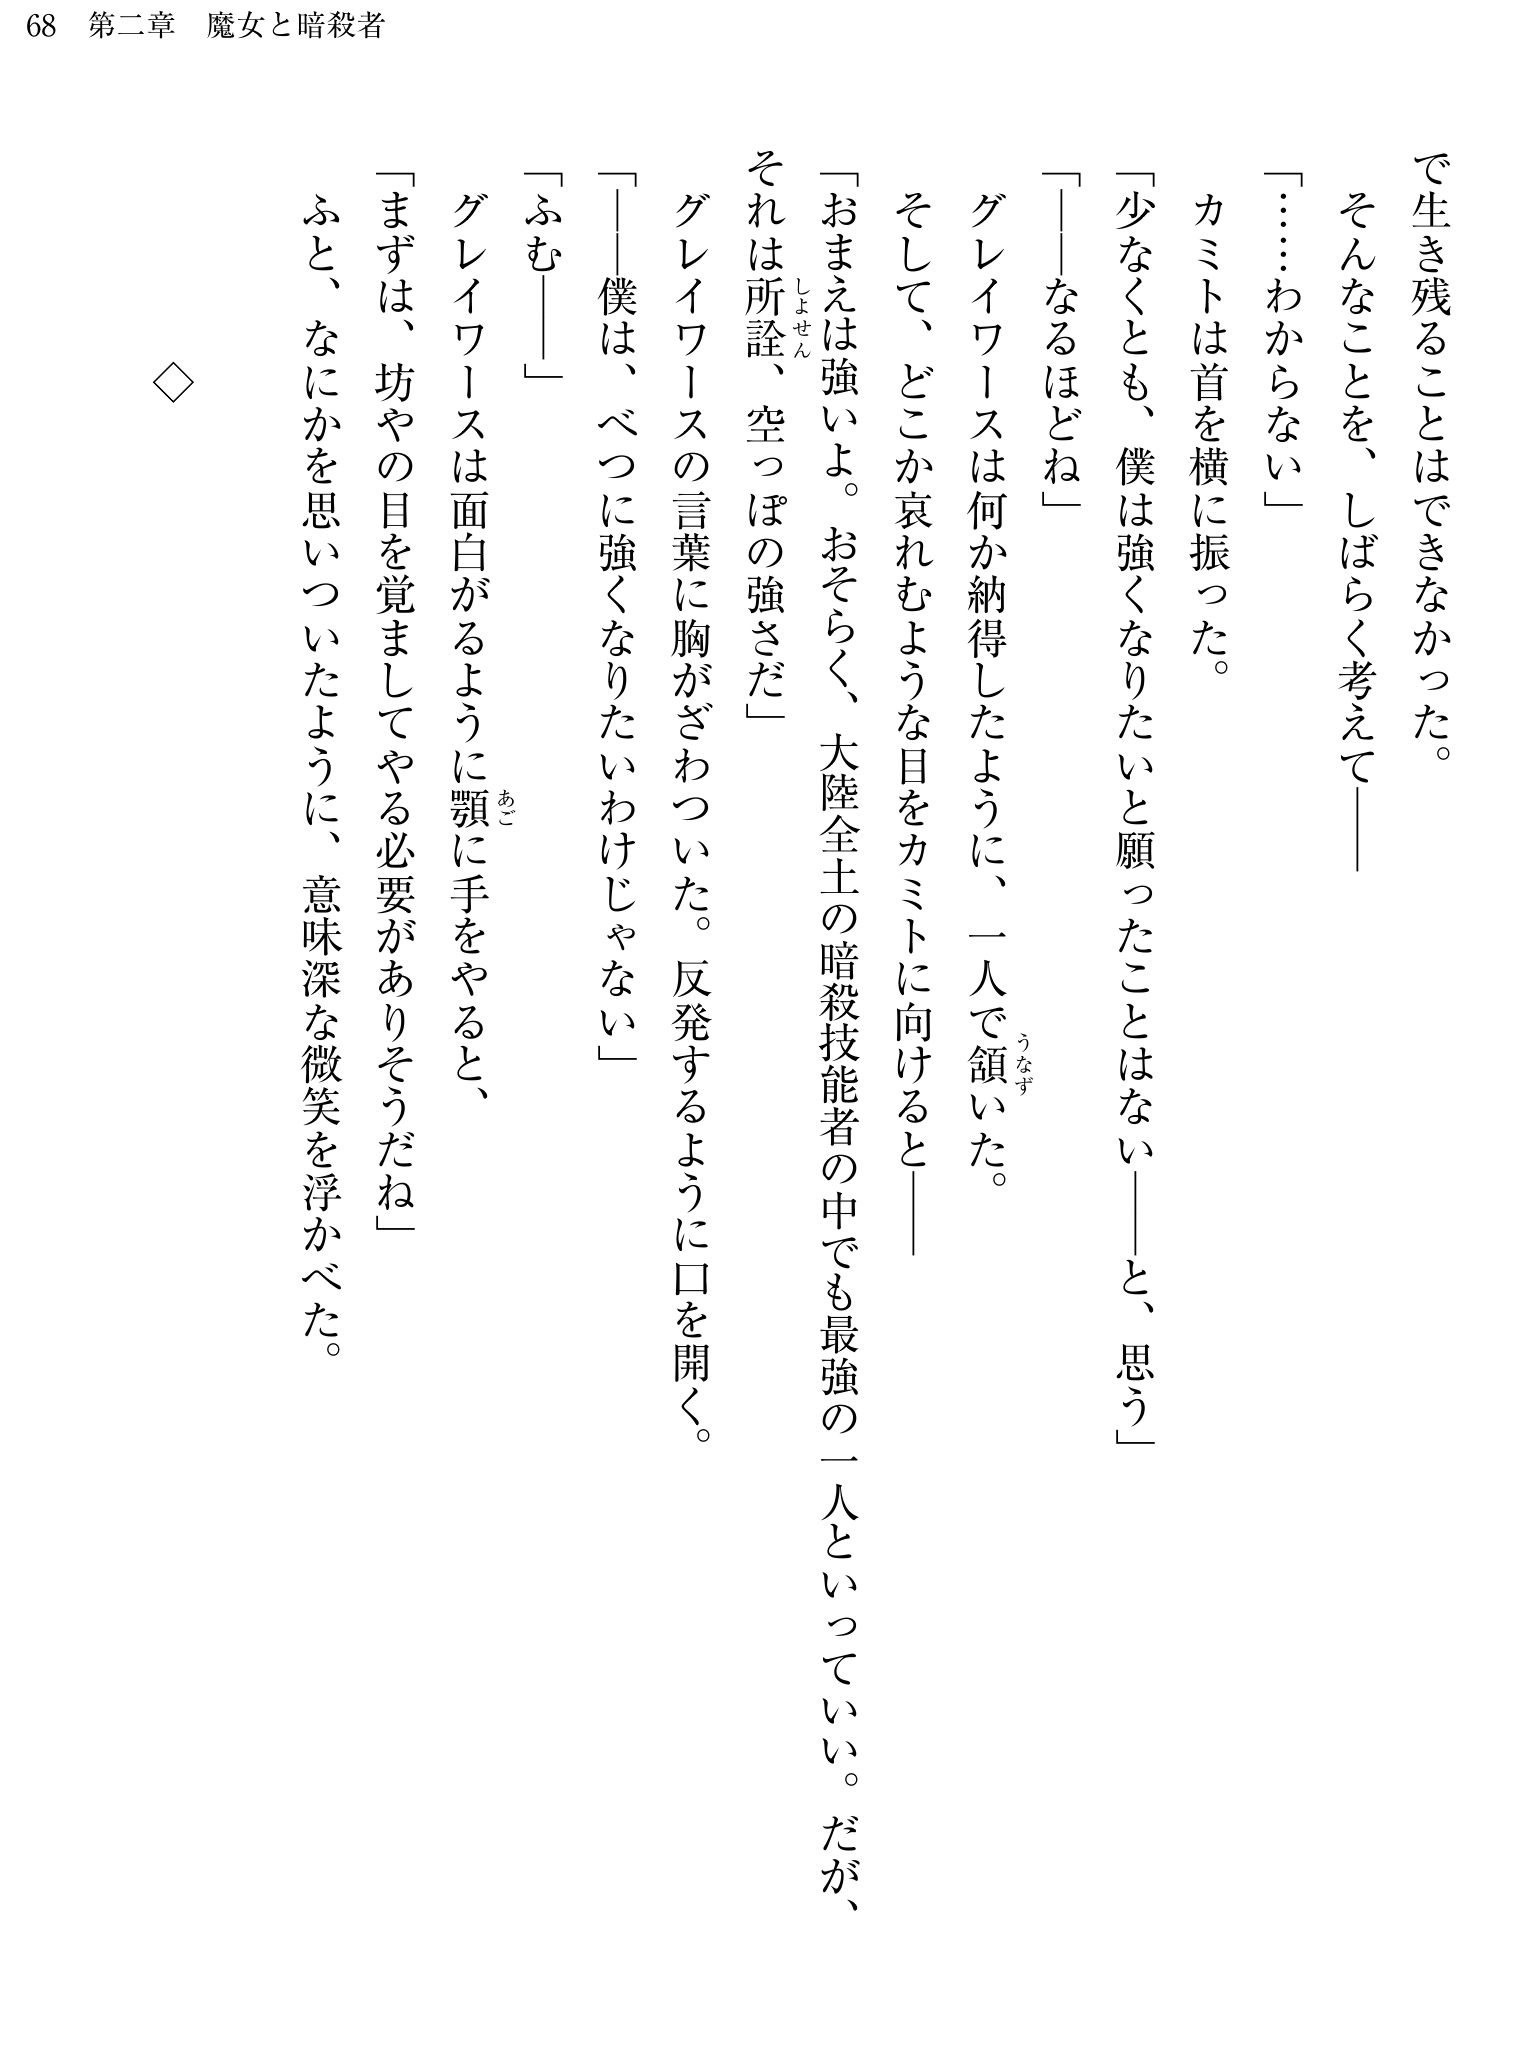 68　第二章　魔女と暗殺者
で生き残ることはできなかった。
　そんなことを、しばらく考えて――
「……わからない」
　カミトは首を横に振った。
「少なくとも、僕は強くなりたいと願ったことはない――と、思う」
「――なるほどね」
　グレイワースは何か納得したように、一人で頷いた。
うなず
　そして、どこか哀れむような目をカミトに向けると――
「おまえは強いよ。おそらく、大陸全土の暗殺技能者の中でも最強の一人といっていい。だが、
それは所詮、空っぽの強さだ」
しよせん
　グレイワースの言葉に胸がざわついた。反発するように口を開く。
「――僕は、べつに強くなりたいわけじゃない」
「ふむ――」
　グレイワースは面白がるように顎に手をやると、
あご
「まずは、坊やの目を覚ましてやる必要がありそうだね」
　ふと、なにかを思いついたように、意味深な微笑を浮かべた。
◇